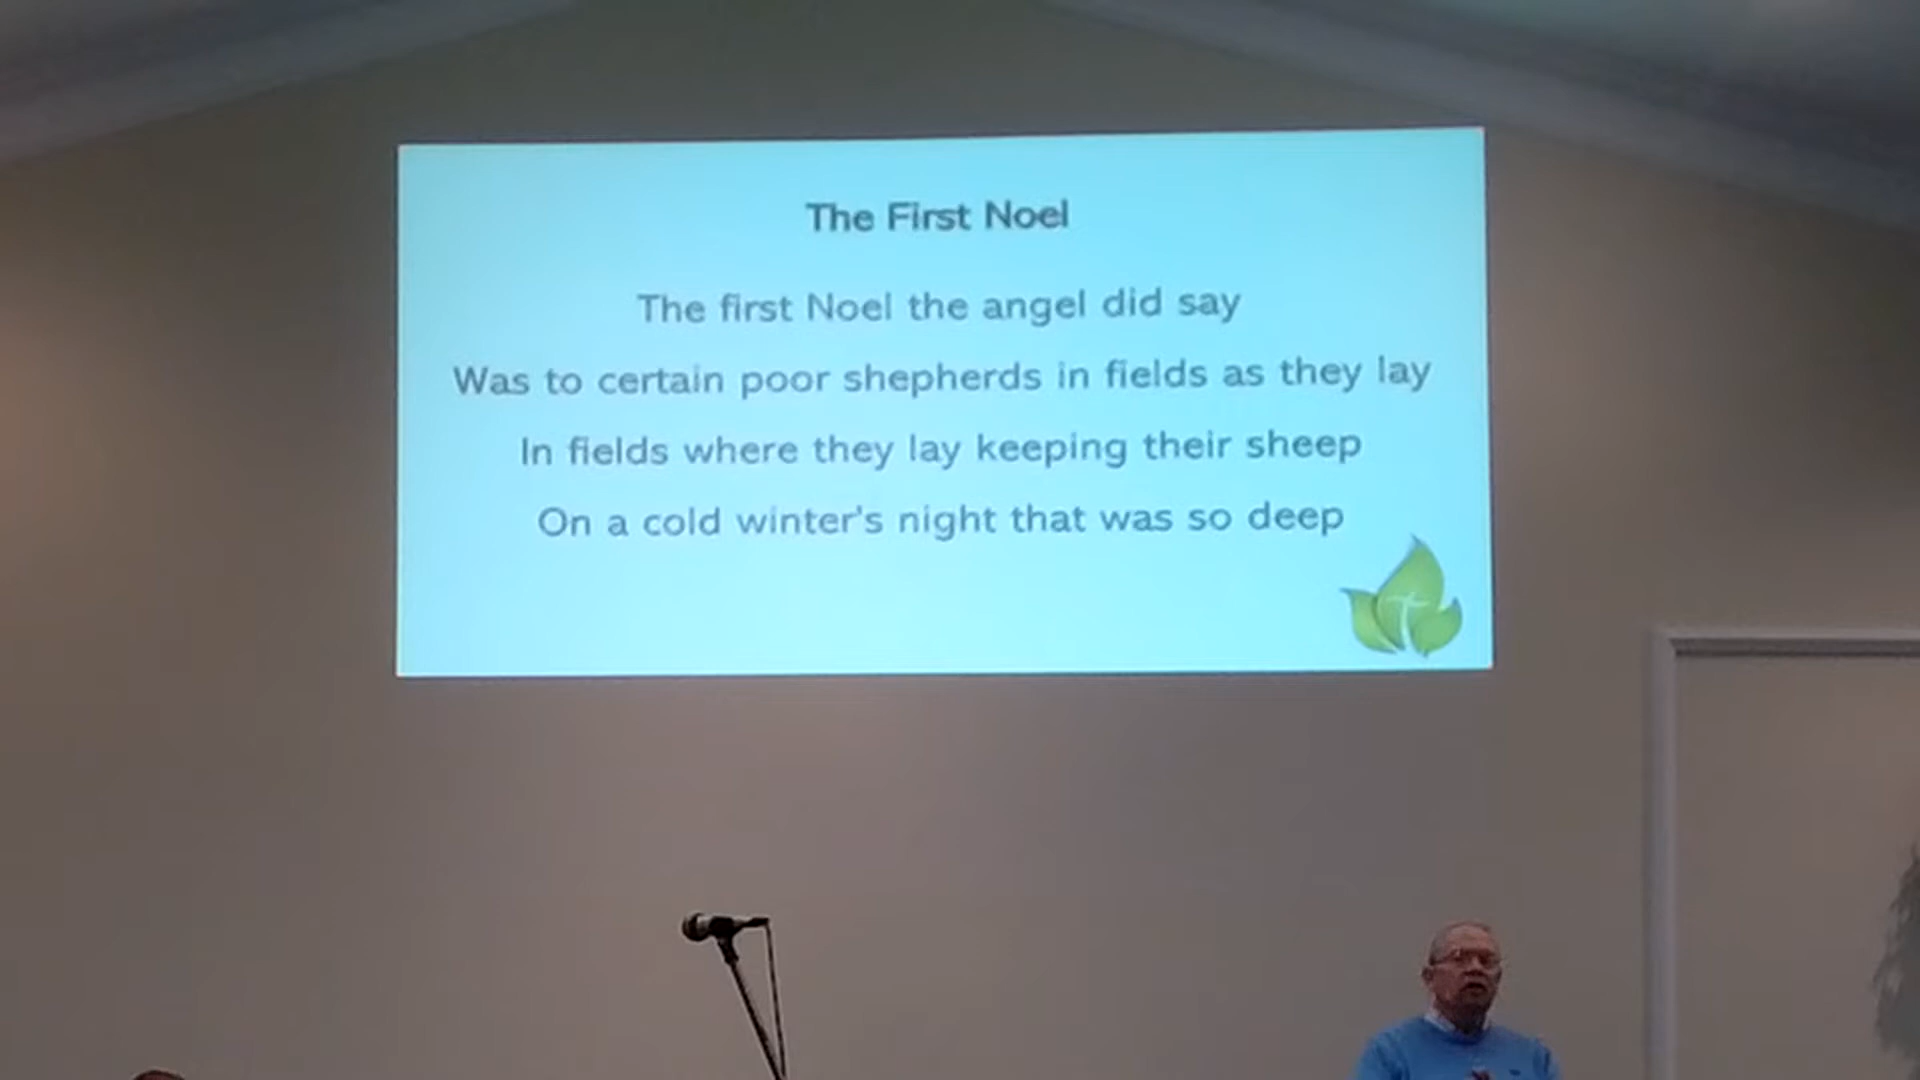 The First Noel
The first Noel the angel did say
Was to certain poor shepherds in fields as they lay
In fields where they lay keeping their sheep
On a cold winter's night that was so deep